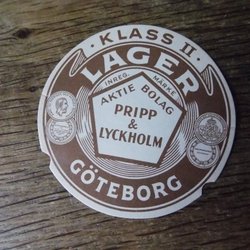 KLASS II
LAGER
INREG. MÄRKE
AKTIE BOLAG
PRIPP
&
LYCKHOLM
GÖTEBORG